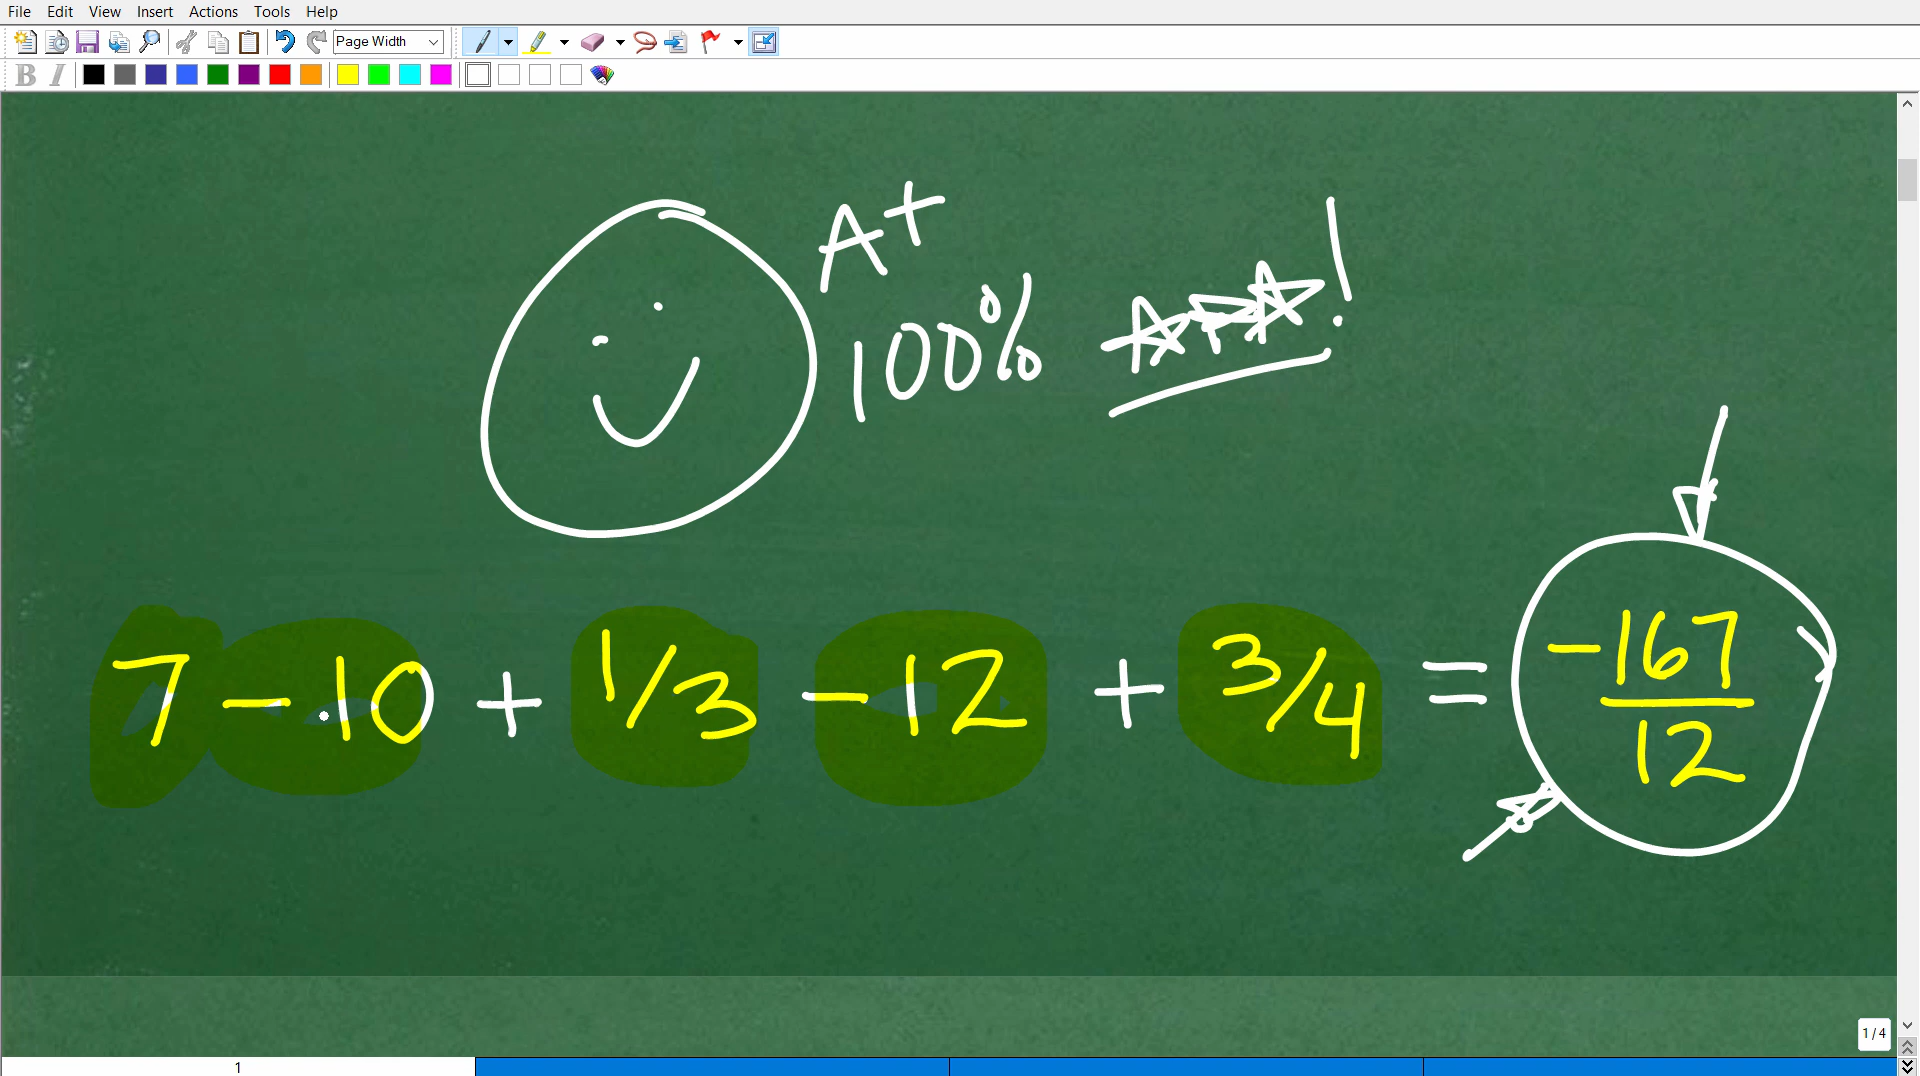 File Edit View Insert Actions Tools Help
Page Width
B I
A+
100% !
7 - 10 + 1/3 - 12 + 3/4 = -167/12
1 / 4
1